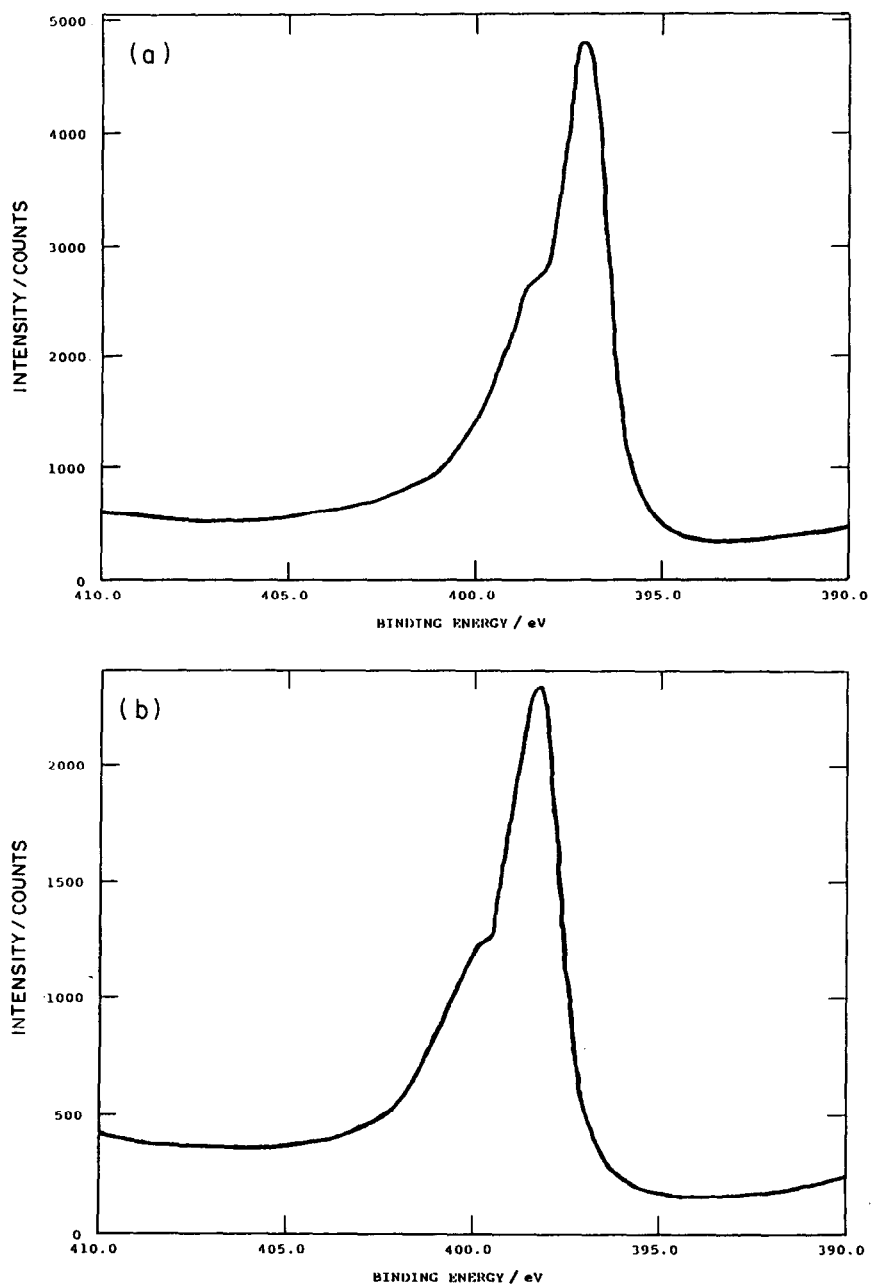 (a)
5000
4000
3000
2000
1000
0
INTENSITY / COUNTS
410.0 405.0 400.0 395.0 390.0
BINDING ENERGY / eV
(b)
2000
1500
1000
500
0
INTENSITY / COUNTS
410.0 405.0 400.0 395.0 390.0
BINDING ENERGY / eV